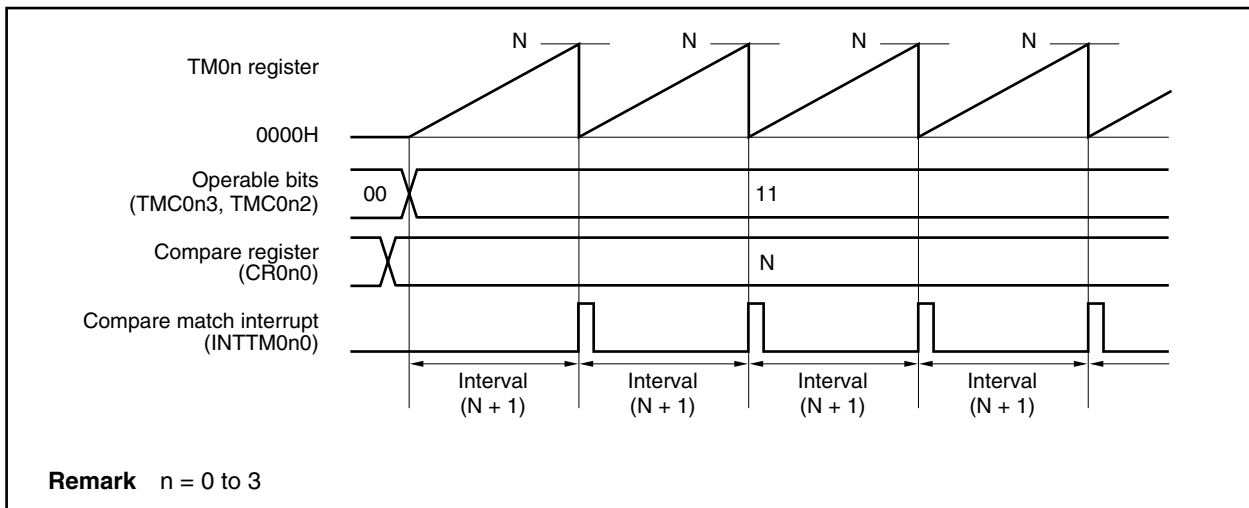 N N N N
TM0n register
0000H
Operable bits
(TMC0n3, TMC0n2)
00 11
Compare register
(CR0n0)
N
Compare match interrupt
(INTTM0n0)
Interval Interval Interval Interval
(N + 1) (N + 1) (N + 1) (N + 1)
Remark n = 0 to 3